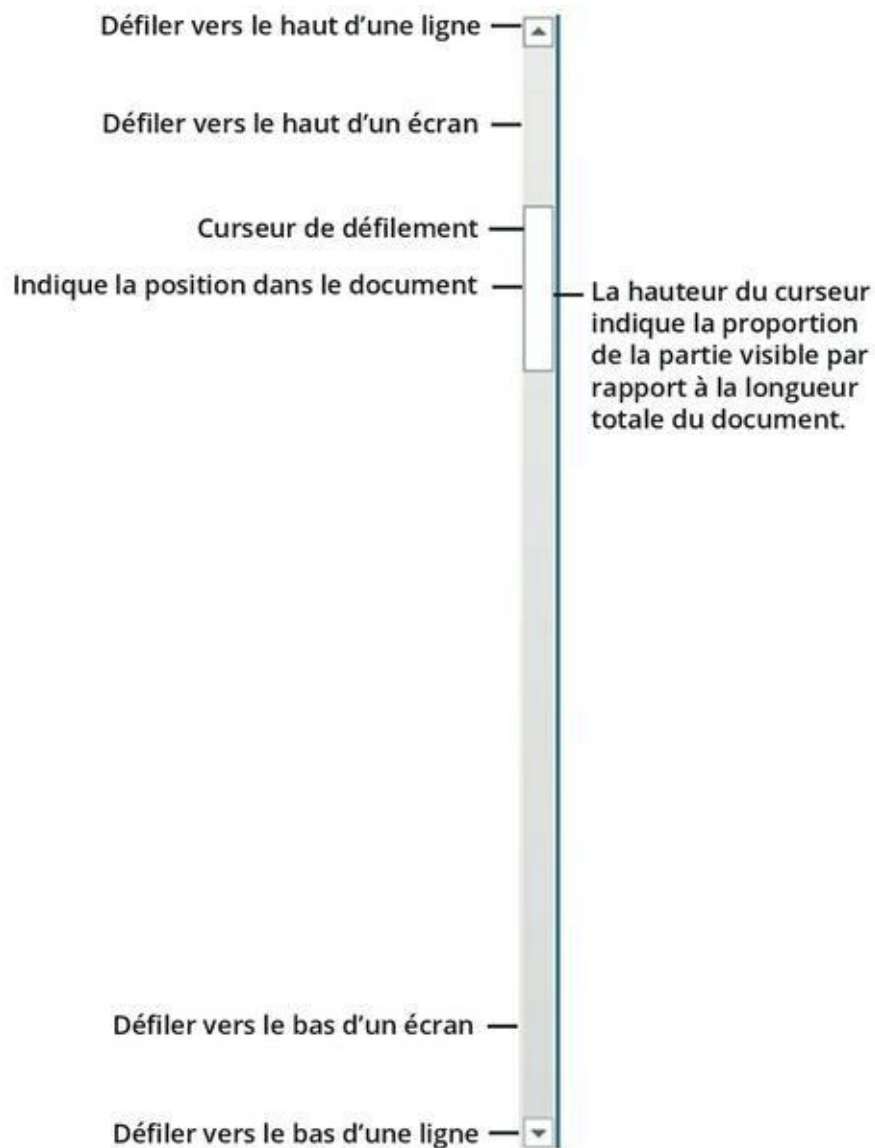 Défiler vers le haut d’une ligne
Défiler vers le haut d’un écran
Curseur de défilement
Indique la position dans le document
La hauteur du curseur
indique la proportion
de la partie visible par
rapport à la longueur
totale du document.
Défiler vers le bas d’un écran
Défiler vers le bas d’une ligne